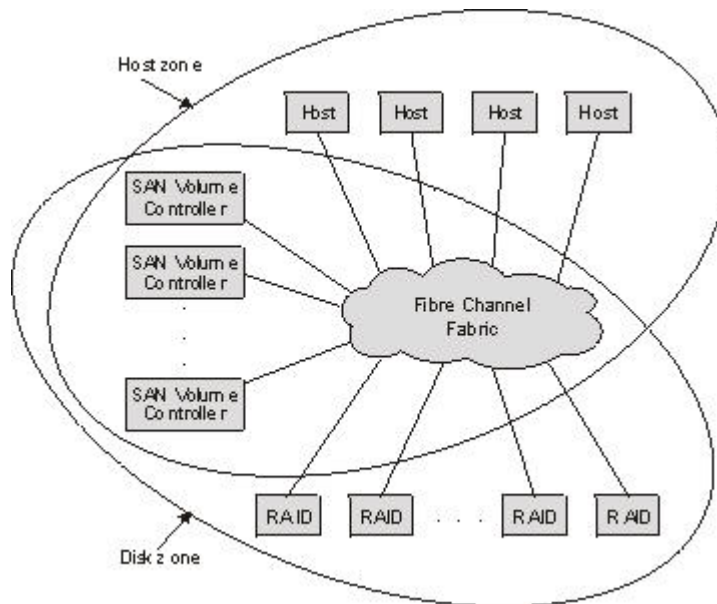 Host zone
Host
Host
Host
Host
SAN Volume
Controller
SAN Volume
Controller
.
.
.
SAN Volume
Controller
Fibre Channel
Fabric
RAID
RAID
. . . .
RAID
RAID
Disk zone